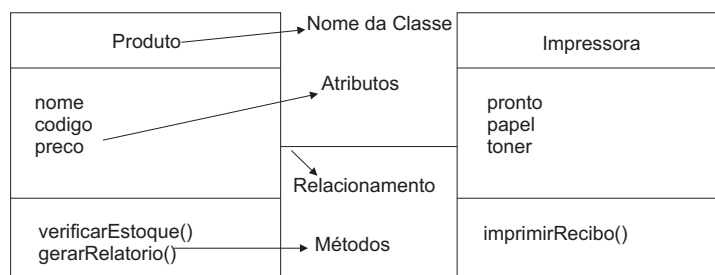 Produto
nome
codigo
preco
verificarEstoque()
gerarRelatorio()
Nome da Classe
Atributos
Relacionamento
Métodos
Impressora
pronto
papel
toner
imprimirRecibo()